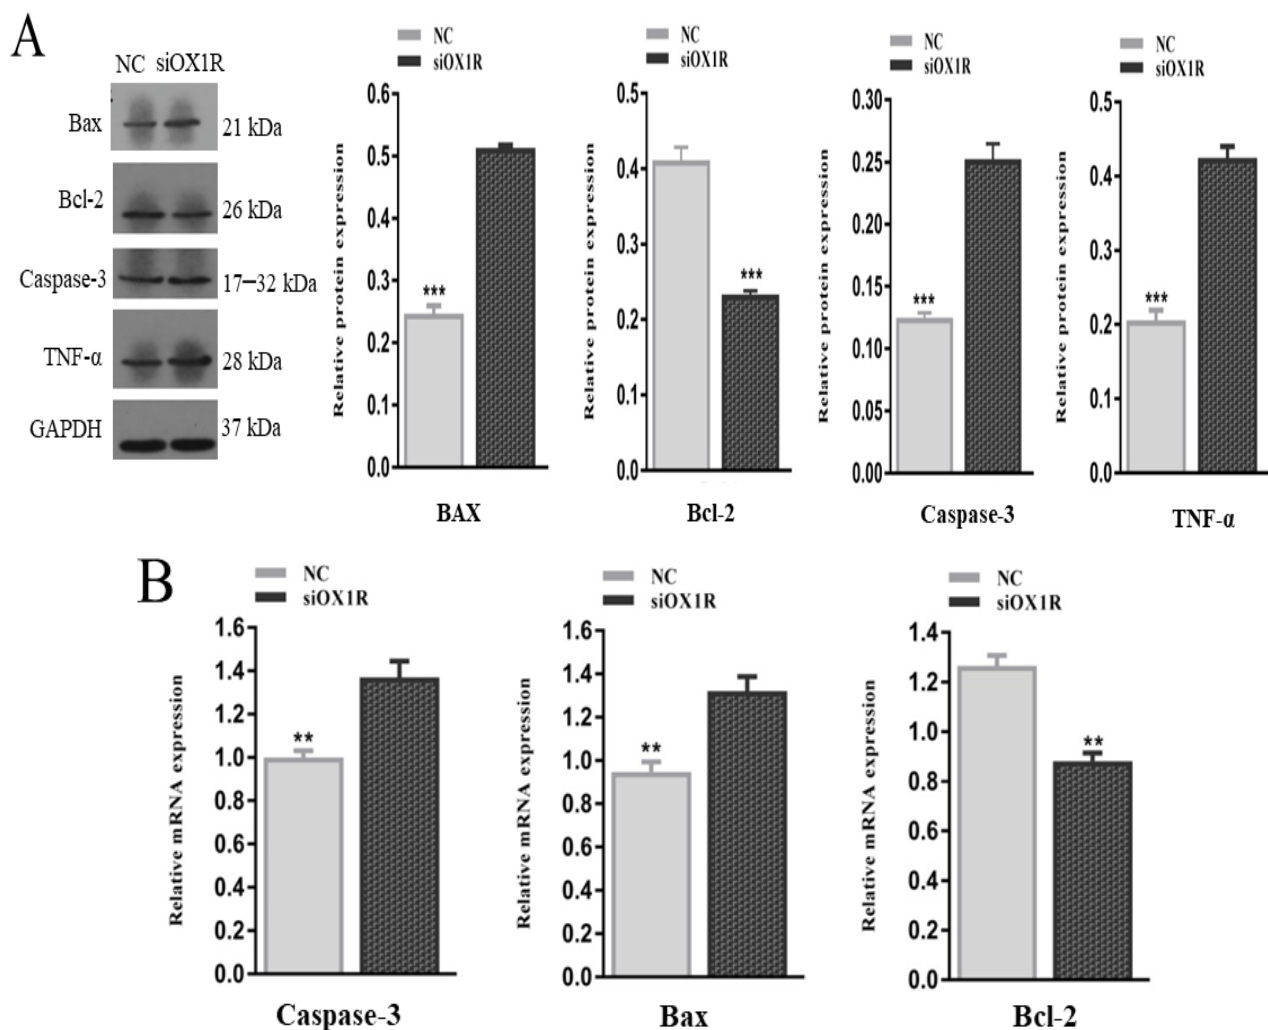 A
NC siOX1R
Bax
21 kDa
Bcl-2
26 kDa
Caspase-3
17–32 kDa
TNF-α
28 kDa
GAPDH
37 kDa
NC
siOX1R
Relative protein expression
0.6
0.5
0.4
0.3
0.2
0.1
0.0
***
BAX
NC
siOX1R
Relative protein expression
0.5
0.4
0.3
0.2
0.1
0.0
***
Bcl-2
NC
siOX1R
Relative protein expression
0.30
0.25
0.20
0.15
0.10
0.05
0.00
***
Caspase-3
NC
siOX1R
Relative protein expression
0.5
0.4
0.3
0.2
0.1
0.0
***
TNF-α
B
NC
siOX1R
Relative mRNA expression
1.6
1.4
1.2
1.0
0.8
0.6
0.4
0.2
0.0
**
Caspase-3
NC
siOX1R
Relative mRNA expression
1.6
1.4
1.2
1.0
0.8
0.6
0.4
0.2
0.0
**
Bax
NC
siOX1R
Relative mRNA expression
1.4
1.2
1.0
0.8
0.6
0.4
0.2
0.0
**
Bcl-2